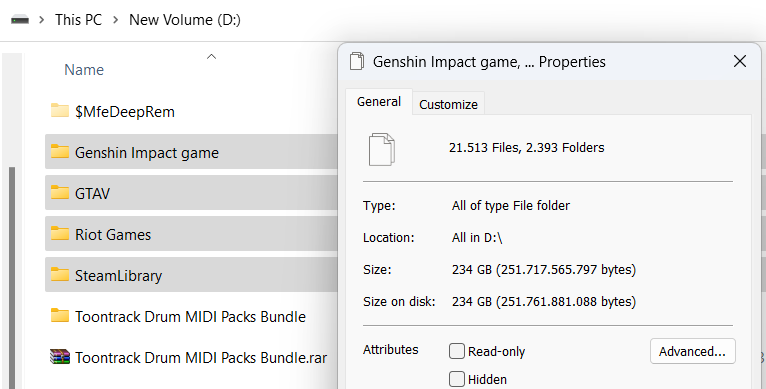 This PC > New Volume (D:)
Name
$MfeDeepRem
Genshin Impact game
GTAV
Riot Games
SteamLibrary
Toontrack Drum MIDI Packs Bundle
Toontrack Drum MIDI Packs Bundle.rar
Genshin Impact game, ... Properties
General Customize
21.513 Files, 2.393 Folders
Type: All of type File folder
Location: All in D:\
Size: 234 GB (251.717.565.797 bytes)
Size on disk: 234 GB (251.761.881.088 bytes)
Attributes Read-only Advanced...
Hidden